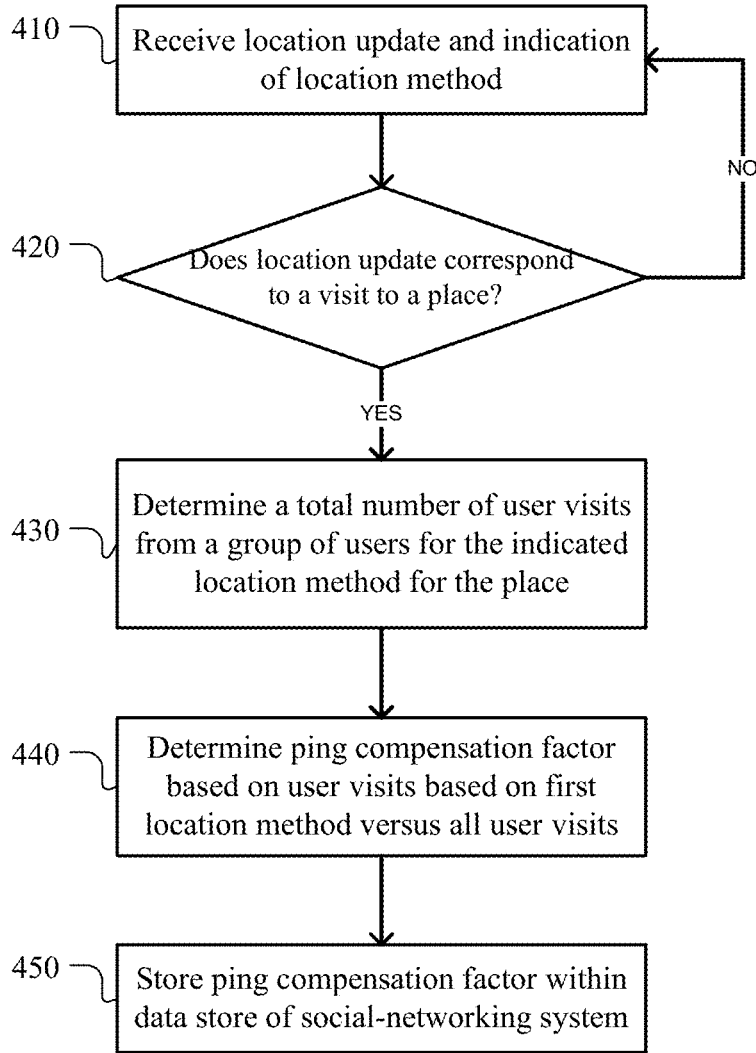 410
Receive location update and indication
of location method
NO
420
Does location update correspond
to a visit to a place?
YES
430
Determine a total number of user visits
from a group of users for the indicated
location method for the place
440
Determine ping compensation factor
based on user visits based on first
location method versus all user visits
450
Store ping compensation factor within
data store of social-networking system